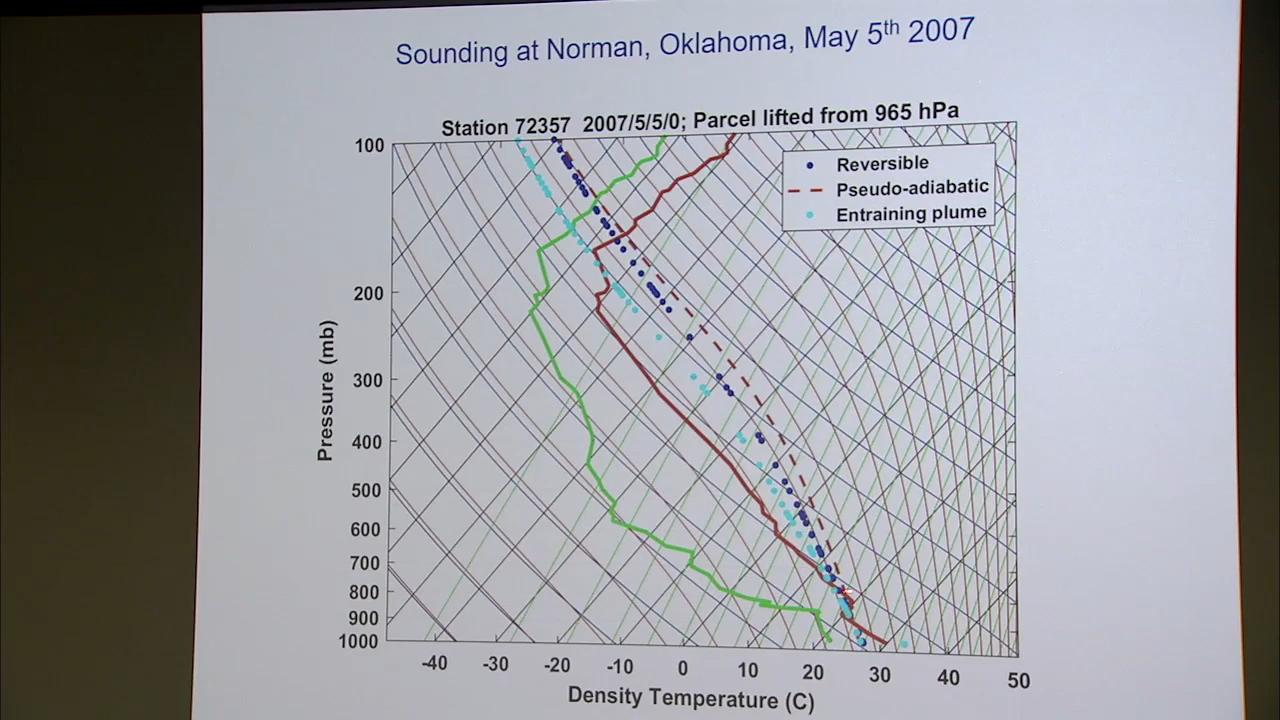 Sounding at Norman, Oklahoma, May 5th 2007
Station 72357 2007/5/5/0; Parcel lifted from 965 hPa
Reversible
Pseudo-adiabatic
Entraining plume
Pressure (mb)
100
200
300
400
500
600
700
800
900
1000
-40 -30 -20 -10 0 10 20 30 40 50
Density Temperature (C)